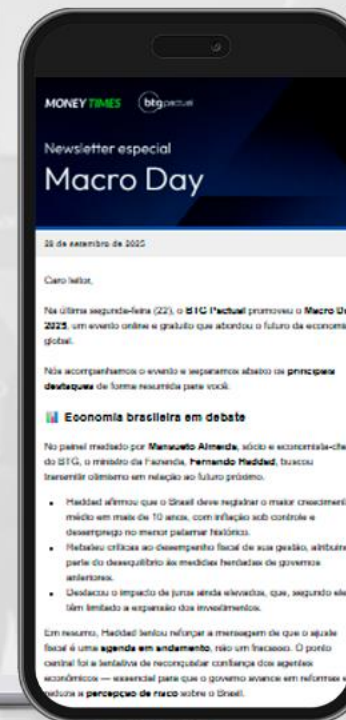 MONEY TIMES btgpactual
Newsletter especial
Macro Day
28 de setembro de 2025
Caro leitor,
Na última segunda-feira (22), o BTG Pactual promoveu o Macro Da
2025, um evento online e gratuito que abordou o futuro da economia
global.
Nós acompanhamos o evento e separamos abaixo os principais
destaques de forma resumida para você.
Economia brasileira em debate
No painel mediado por Mansueto Almeida, sócio e economista-che
do BTG, o ministro da Fazenda, Fernando Haddad, buscou
transmitir otimismo em relação ao futuro próximo.
• Haddad afirmou que o Brasil deve registrar o maior crescimento
médio em mais de 10 anos, com inflação sob controle e
desemprego no menor patamar histórico.
• Rebateu críticas ao desempenho fiscal de sua gestão, atribuin
parte do desequilíbrio às medidas herdadas de governos
anteriores.
• Destacou o impacto de juros ainda elevados, que, segundo ele
têm limitado a expansão dos investimentos.
Em resumo, Haddad tentou reforçar a mensagem de que o ajuste
fiscal é uma agenda em andamento, não um fracasso. O ponto
central foi a tentativa de reconquistar confiança dos agentes
econômicos — essencial para que o governo avance em reformas e
reduza a percepção de risco sobre o Brasil.